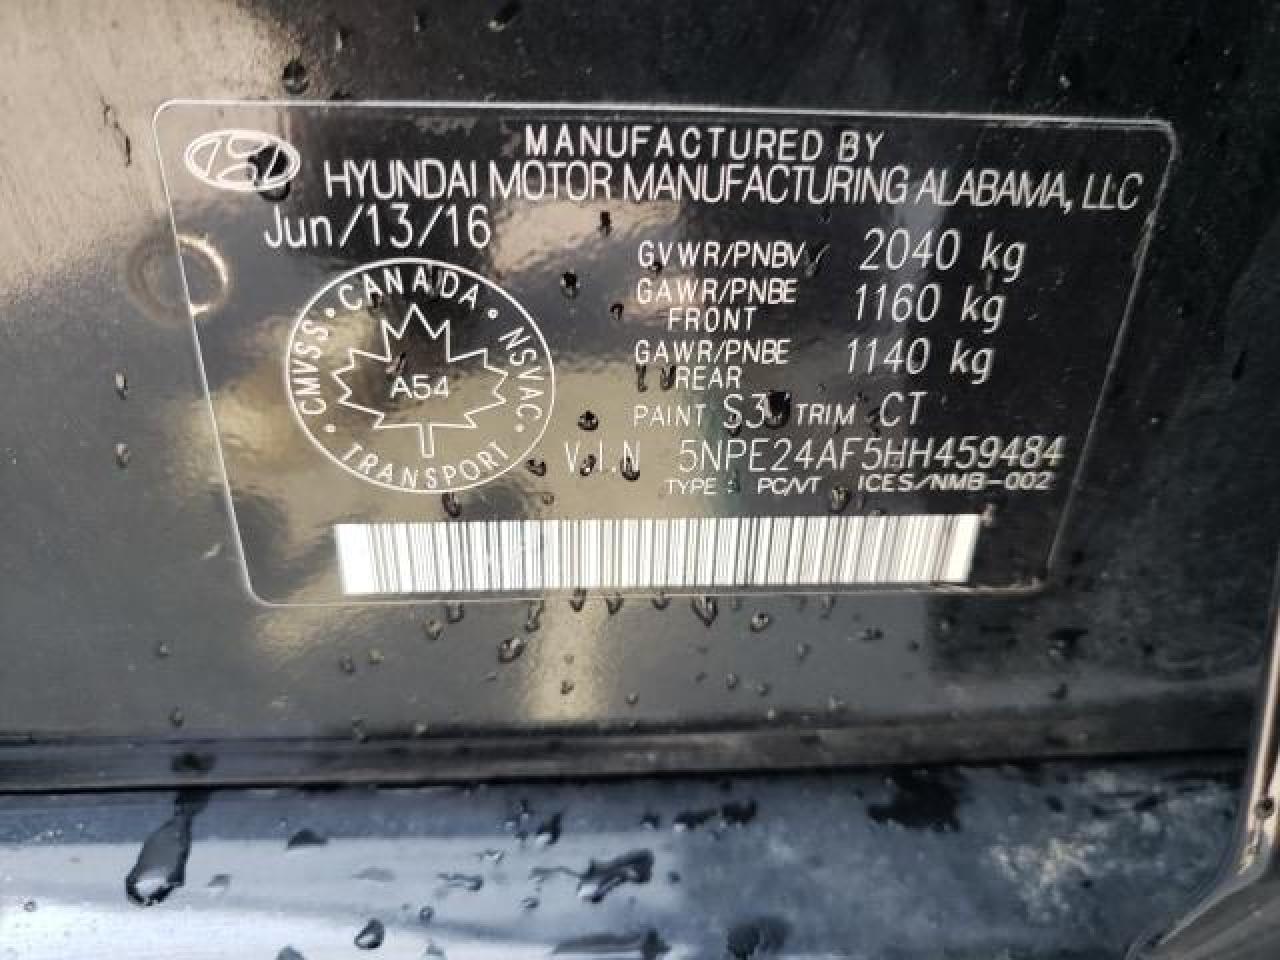 MANUFACTURED BY
HYUNDAI MOTOR MANUFACTURING ALABAMA, LLC
Jun/13/16
GVWR/PNBV 2040 kg
GAWR/PNBE FRONT 1160 kg
GAWR/PNBE REAR 1140 kg
PAINT S3 TRIM CT
V.I.N 5NPE24AF5HH459484
TYPE : PC/VT ICES/NMB-002
CANADA
CMVSS · NSVAC
A54
TRANSPORT